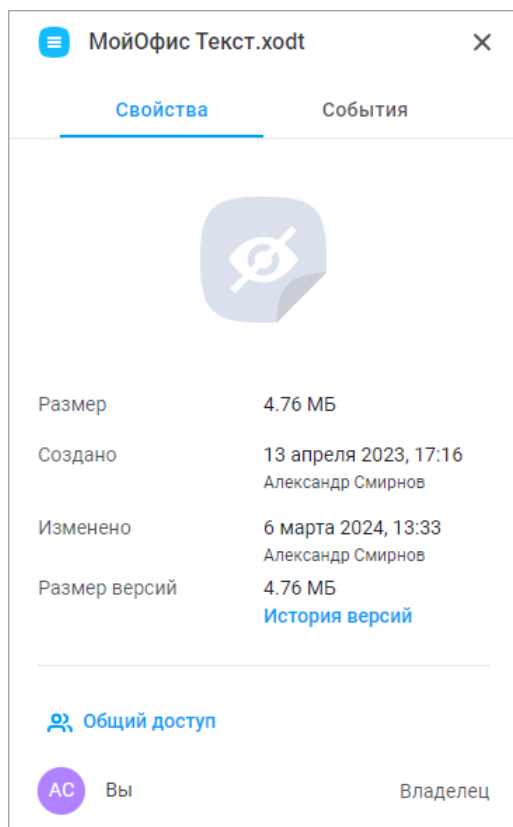 МойОфис Текст.xodt
Свойства События
Размер 4.76 МБ
Создано 13 апреля 2023, 17:16
Александр Смирнов
Изменено 6 марта 2024, 13:33
Александр Смирнов
Размер версий 4.76 МБ
История версий
Общий доступ
АС Вы Владелец